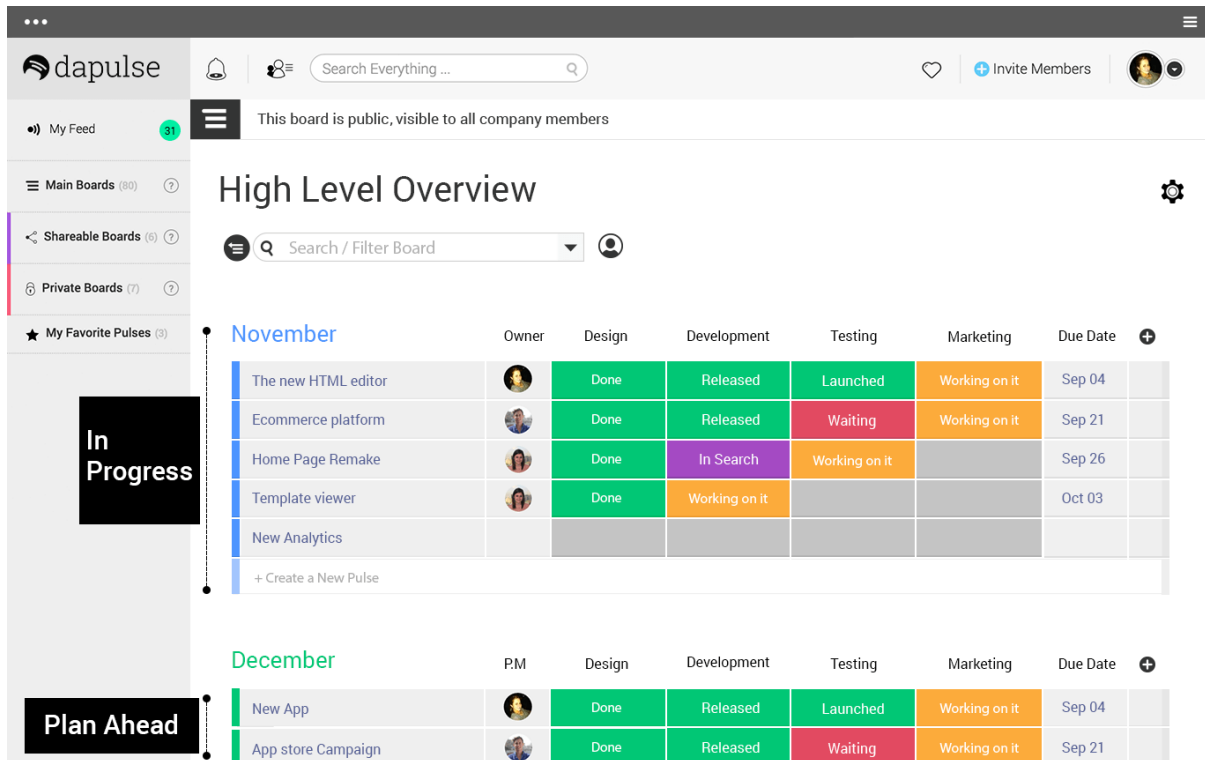 dapulse
Search Everything ...
Invite Members
My Feed 31
This board is public, visible to all company members
Main Boards (80) ?
Shareable Boards (6) ?
Private Boards (7) ?
My Favorite Pulses (3)
High Level Overview
Search / Filter Board
In
Progress
November Owner Design Development Testing Marketing Due Date
The new HTML editor Done Released Launched Working on it Sep 04
Ecommerce platform Done Released Waiting Working on it Sep 21
Home Page Remake Done In Search Working on it Sep 26
Template viewer Done Working on it Oct 03
New Analytics
+ Create a New Pulse
Plan Ahead
December P.M Design Development Testing Marketing Due Date
New App Done Released Launched Working on it Sep 04
App store Campaign Done Released Waiting Working on it Sep 21